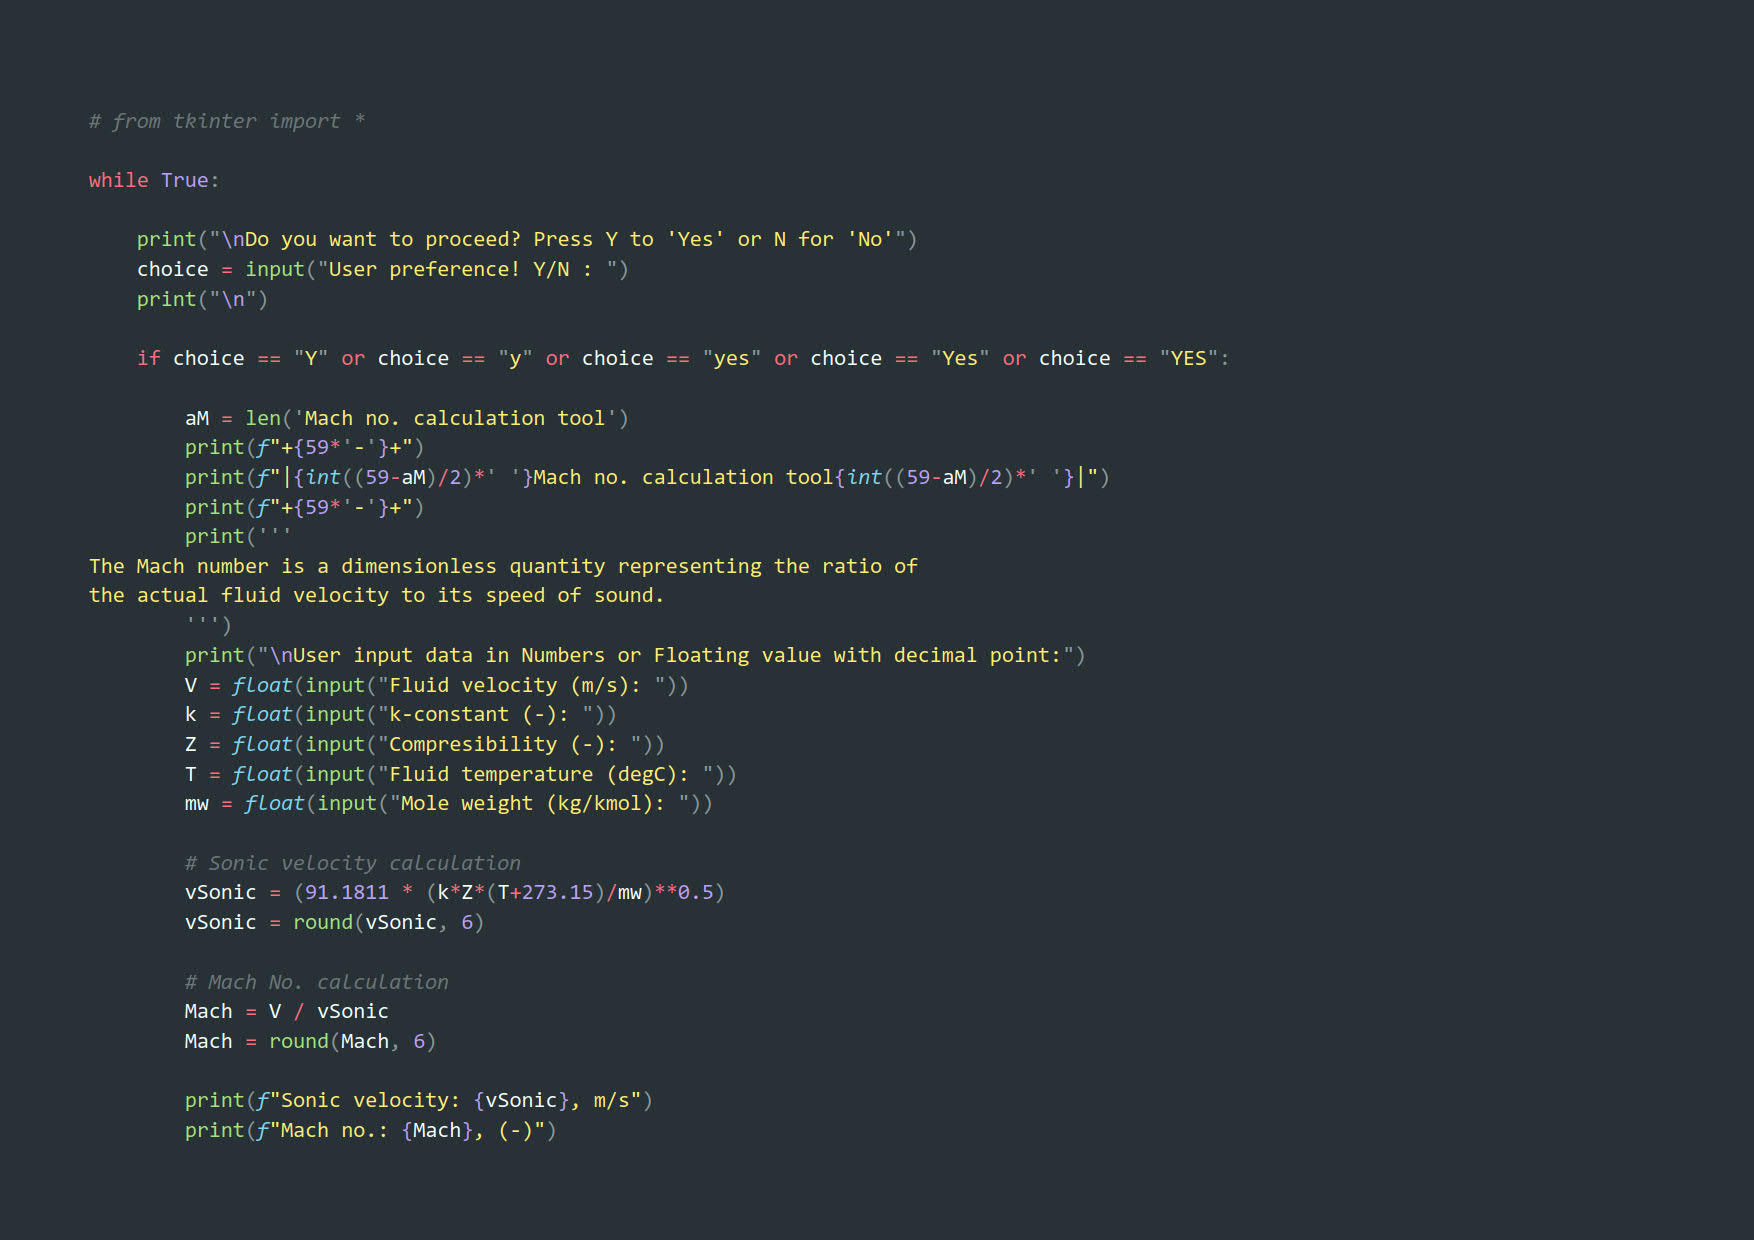 # from tkinter import *
while True:
print("\nDo you want to proceed? Press Y to 'Yes' or N for 'No'")
choice = input("User preference! Y/N : ")
print("\n")
if choice == "Y" or choice == "y" or choice == "yes" or choice == "Yes" or choice == "YES":
aM = len('Mach no. calculation tool')
print(f"+{59*'-'}+")
print(f"|{int((59-aM)/2)*' '}Mach no. calculation tool{int((59-aM)/2)*' '}|")
print(f"+{59*'-'}+")
print('''
The Mach number is a dimensionless quantity representing the ratio of
the actual fluid velocity to its speed of sound.
''')
print("\nUser input data in Numbers or Floating value with decimal point:")
V = float(input("Fluid velocity (m/s): "))
k = float(input("k-constant (-): "))
Z = float(input("Compresibility (-): "))
T = float(input("Fluid temperature (degC): "))
mw = float(input("Mole weight (kg/kmol): "))
# Sonic velocity calculation
vSonic = (91.1811 * (k*Z*(T+273.15)/mw)**0.5)
vSonic = round(vSonic, 6)
# Mach No. calculation
Mach = V / vSonic
Mach = round(Mach, 6)
print(f"Sonic velocity: {vSonic}, m/s")
print(f"Mach no.: {Mach}, (-)")